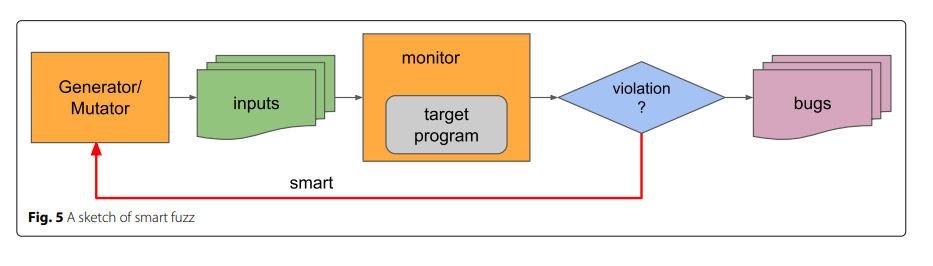 Generator/
Mutator
inputs
monitor
target
program
violation
?
bugs
smart
Fig. 5 A sketch of smart fuzz